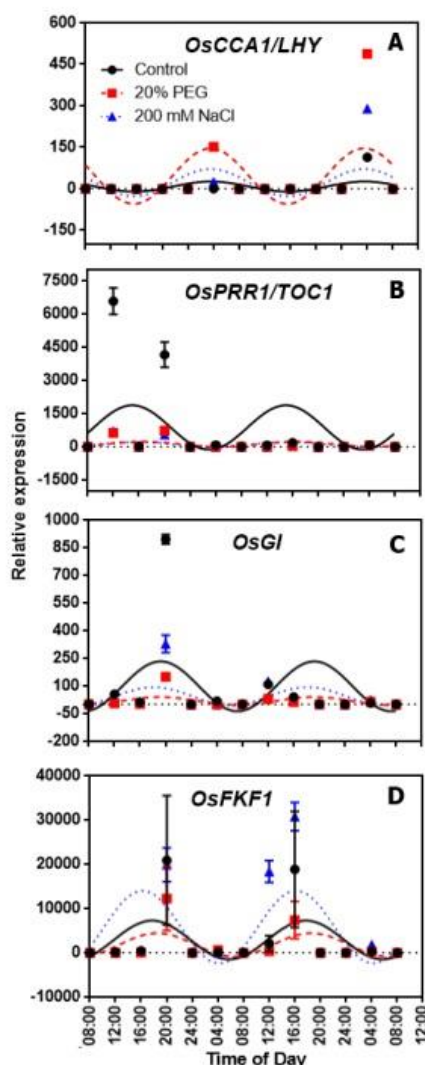 600
450
300
150
0
-150
OsCCA1/LHY
A
Control
20% PEG
200 mM NaCl
7500
6000
4500
3000
1500
0
-1500
OsPRR1/TOC1
B
Relative expression
1000
850
700
550
400
250
100
-50
-200
OsGI
C
40000
30000
20000
10000
0
-10000
OsFKF1
D
08:00 12:00 16:00 20:00 24:00 04:00 08:00 12:00 16:00 20:00 24:00 04:00 08:00 12:00
Time of Day